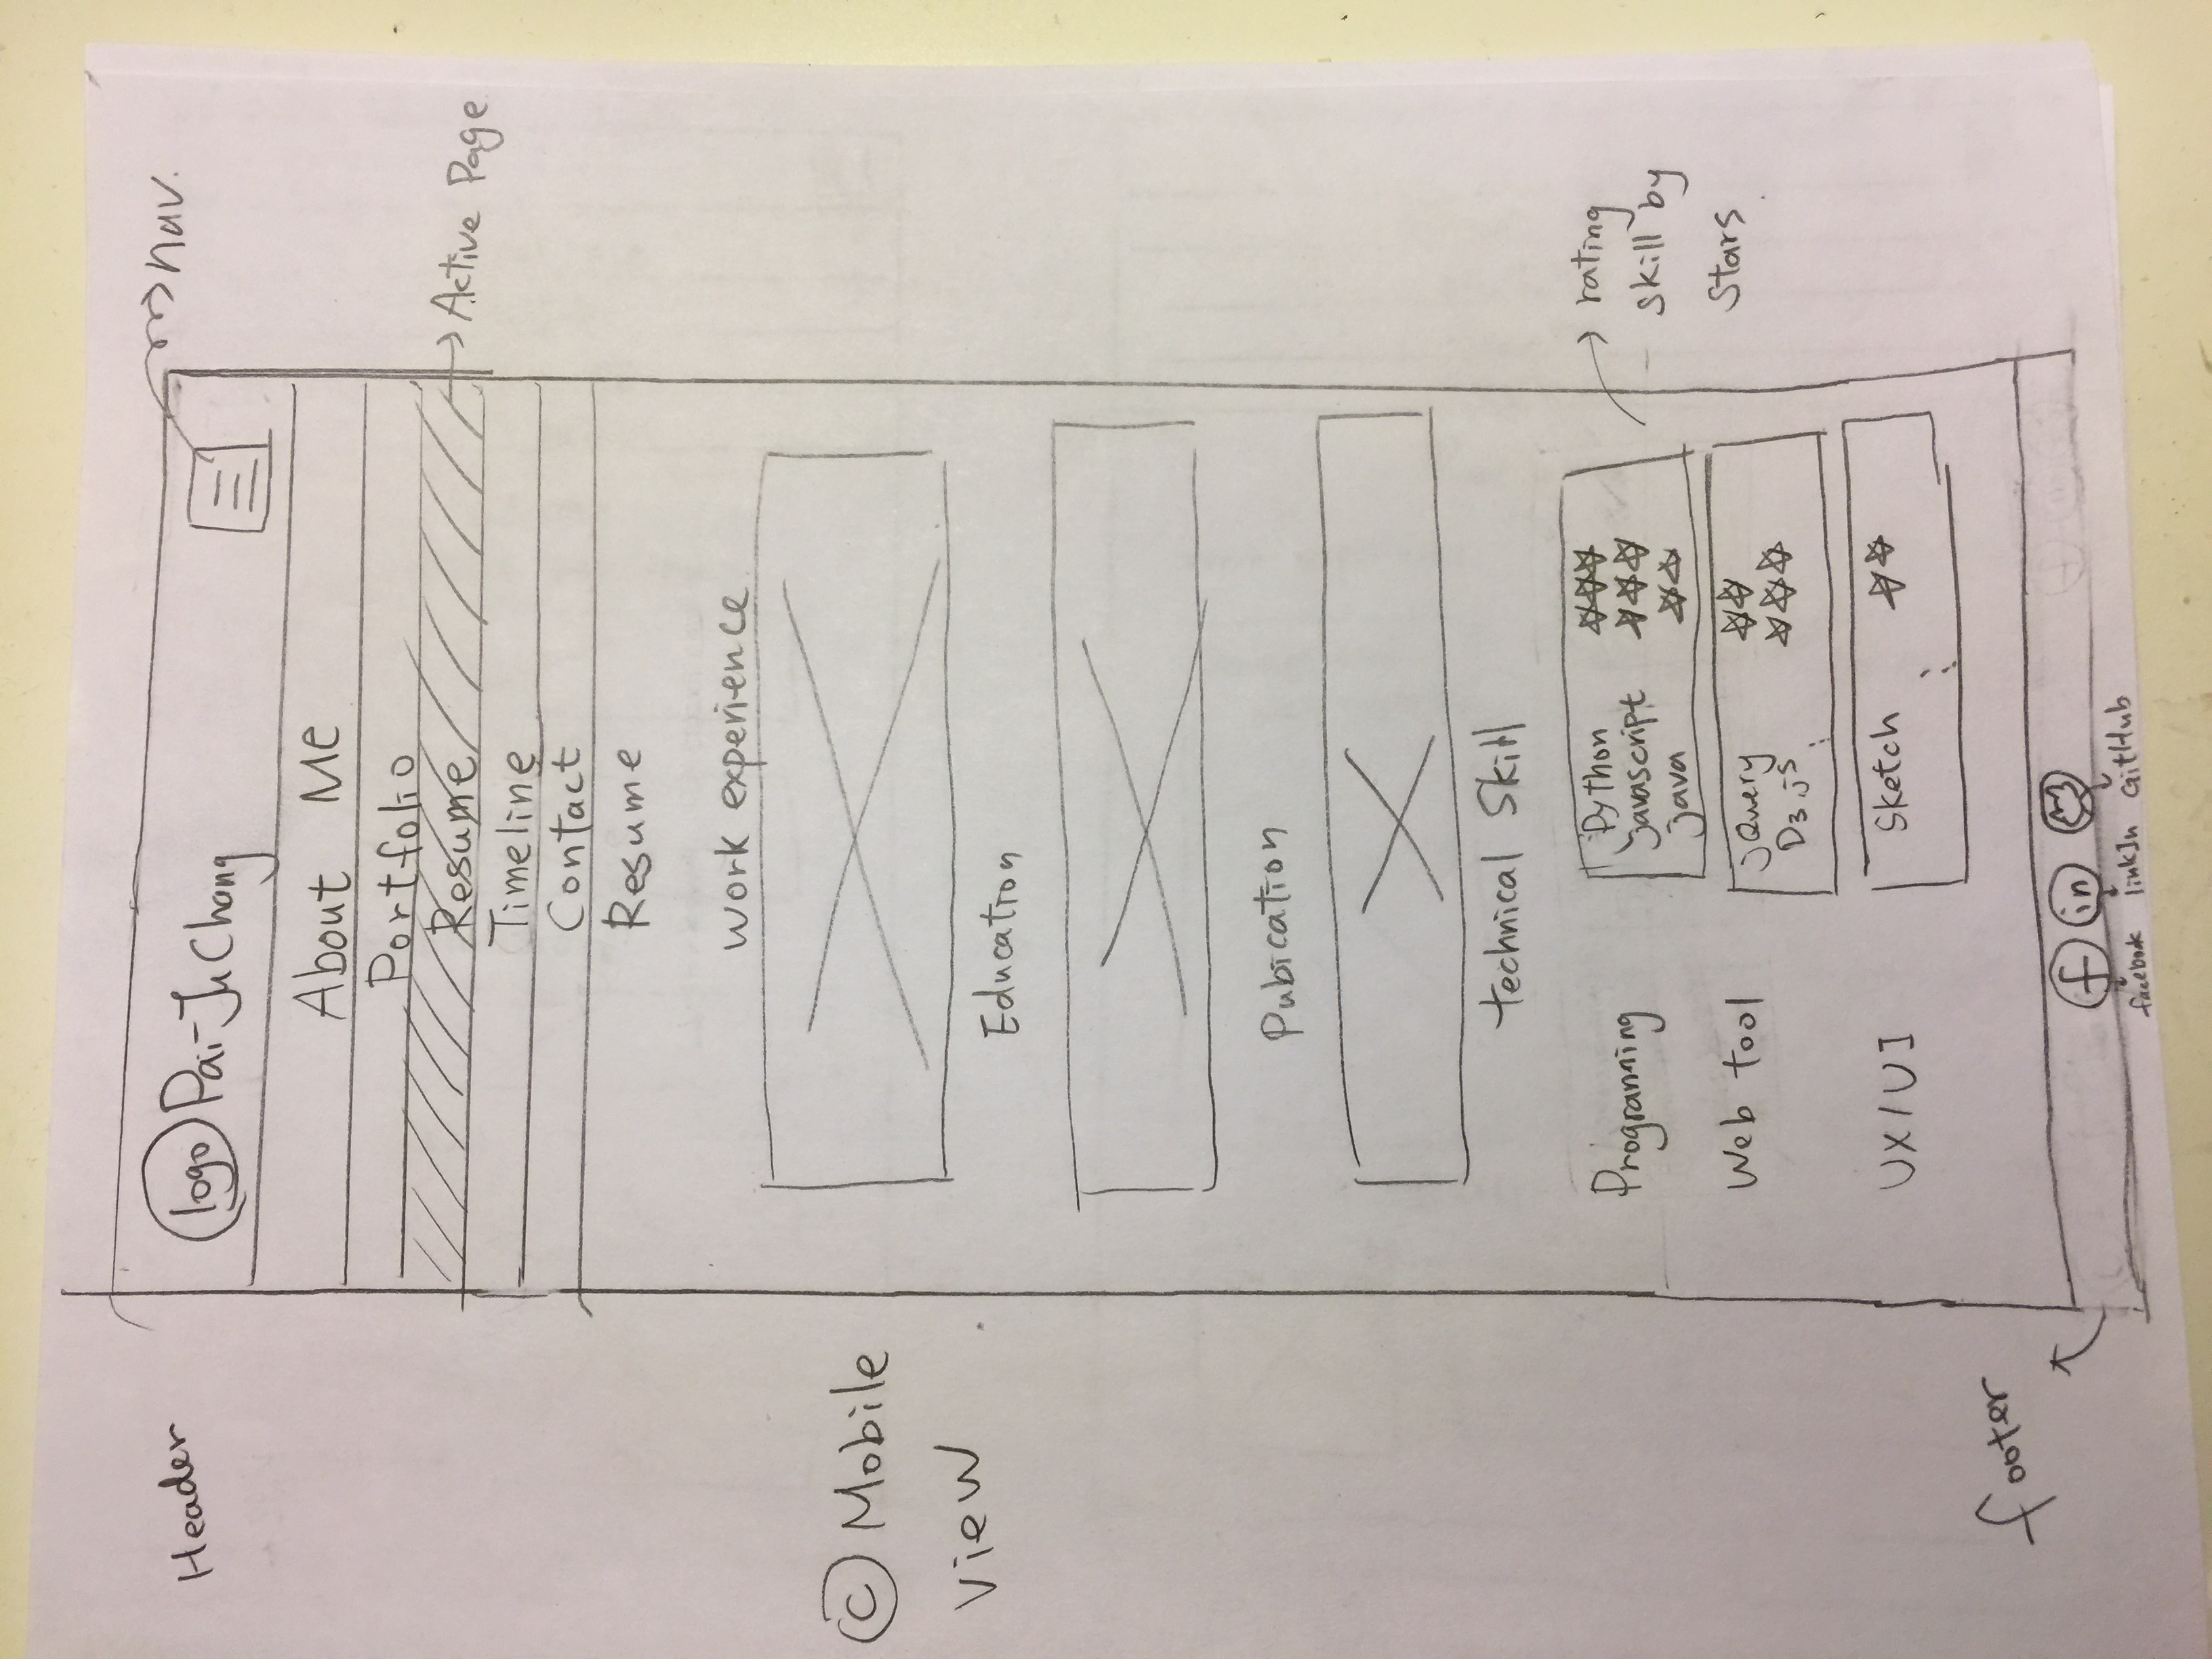 Header
logo Pai-Ju Chang
nav.
About Me
Portfolio
Resume
Active Page
Timeline
Contact
Resume
work experience
C Mobile
view
Education
Pubication
technical Skill
Programming
Python
javascript
java
rating
skill by
stars
Web tool
jQuery
D3.js
UX/UI
Sketch
footer
f in
facebook linkIn GitHub